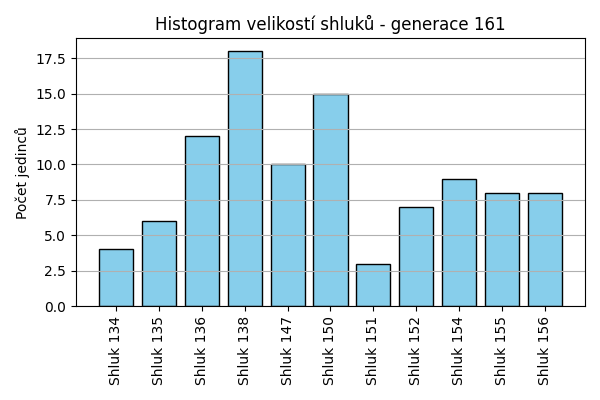 Histogram velikostí shluků - generace 161
Počet jedinců
17.5
15.0
12.5
10.0
7.5
5.0
2.5
0.0
Shluk 134
Shluk 135
Shluk 136
Shluk 138
Shluk 147
Shluk 150
Shluk 151
Shluk 152
Shluk 154
Shluk 155
Shluk 156